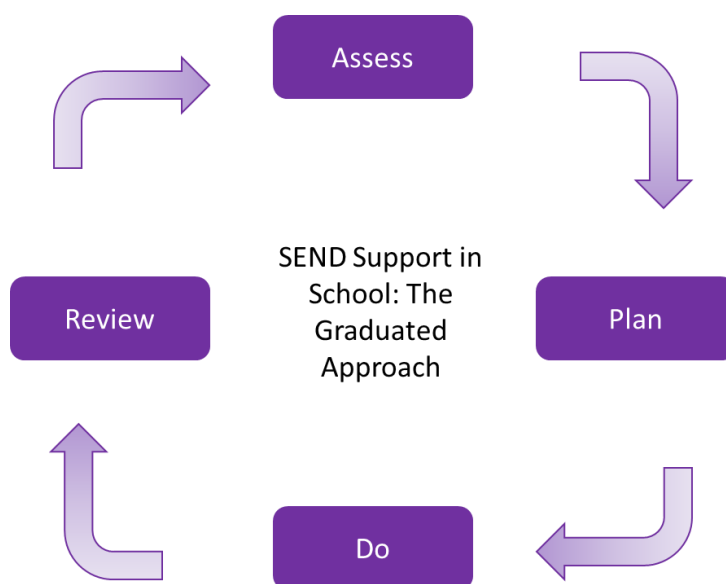 Assess
SEND Support in
School: The
Graduated
Approach
Review
Plan
Do